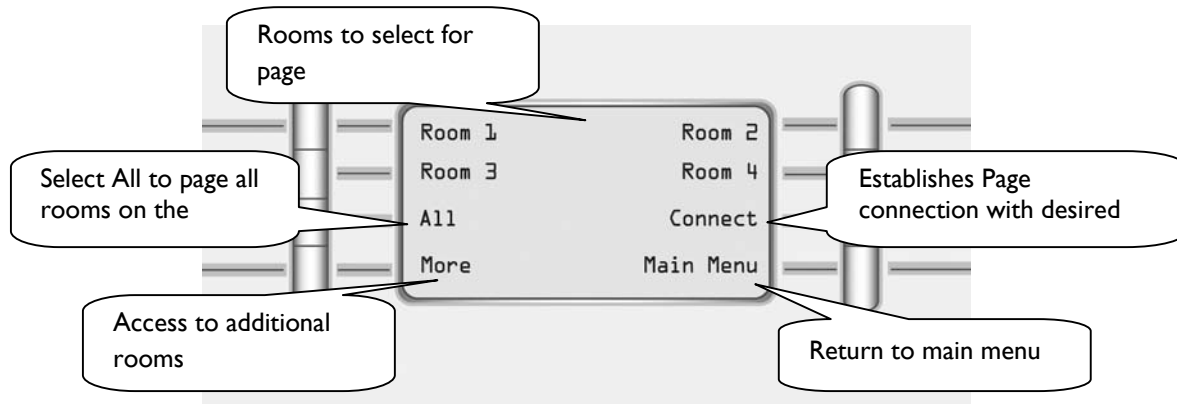 Rooms to select for
page
Room 1
Room 2
Room 3
Room 4
Select All to page all
rooms on the
Establishes Page
connection with desired
All
Connect
More
Main Menu
Access to additional
rooms
Return to main menu